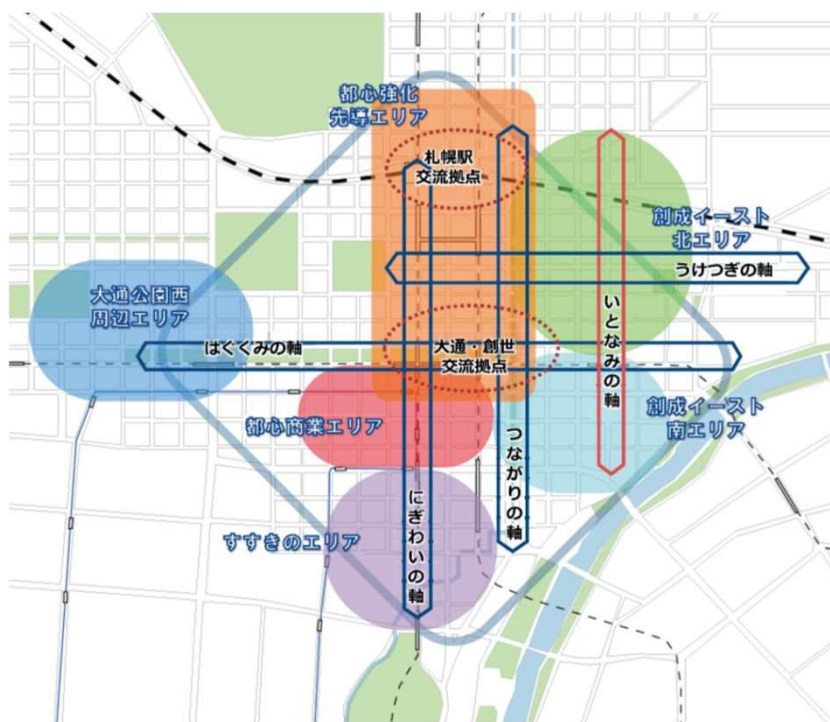 都心強化
先導エリア
札幌駅
交流拠点
創成イースト
北エリア
うけつぎの軸
大通公園西
周辺エリア
いとなみの軸
はぐくみの軸
大通・創世
交流拠点
都心商業エリア
創成イースト
南エリア
つながりの軸
にぎわいの軸
すすきのエリア